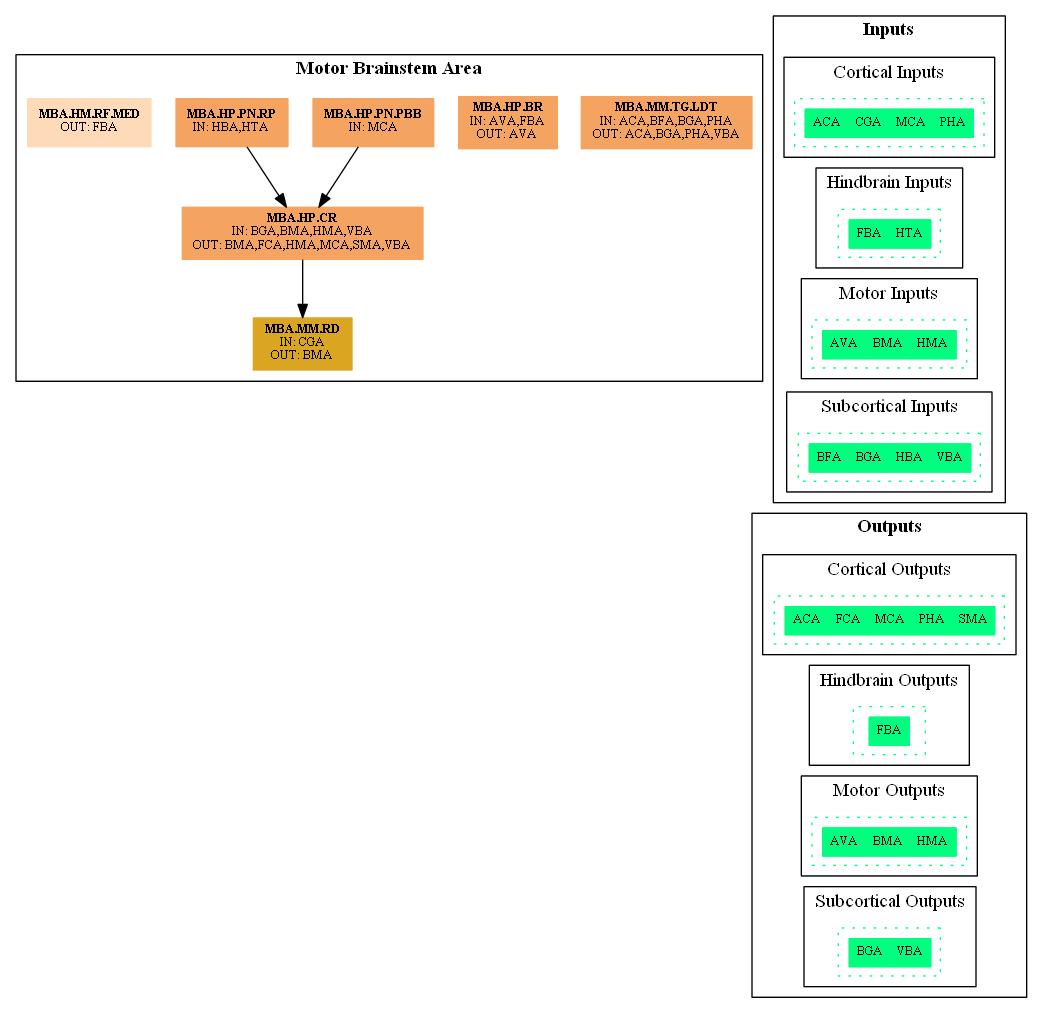 Motor Brainstem Area
MBA.HM.RF.MED
OUT: FBA
MBA.HP.PN.RP
IN: HBA,HTA
MBA.HP.PN.PBB
IN: MCA
MBA.HP.BR
IN: AVA,FBA
OUT: AVA
MBA.MM.TG.LDT
IN: ACA,BFA,BGA,PHA
OUT: ACA,BGA,PHA,VBA
MBA.HP.CR
IN: BGA,BMA,HMA,VBA
OUT: BMA,FCA,HMA,MCA,SMA,VBA
MBA.MM.RD
IN: CGA
OUT: BMA
Inputs
Cortical Inputs
ACA CGA MCA PHA
Hindbrain Inputs
FBA HTA
Motor Inputs
AVA BMA HMA
Subcortical Inputs
BFA BGA HBA VBA
Outputs
Cortical Outputs
ACA FCA MCA PHA SMA
Hindbrain Outputs
FBA
Motor Outputs
AVA BMA HMA
Subcortical Outputs
BGA VBA